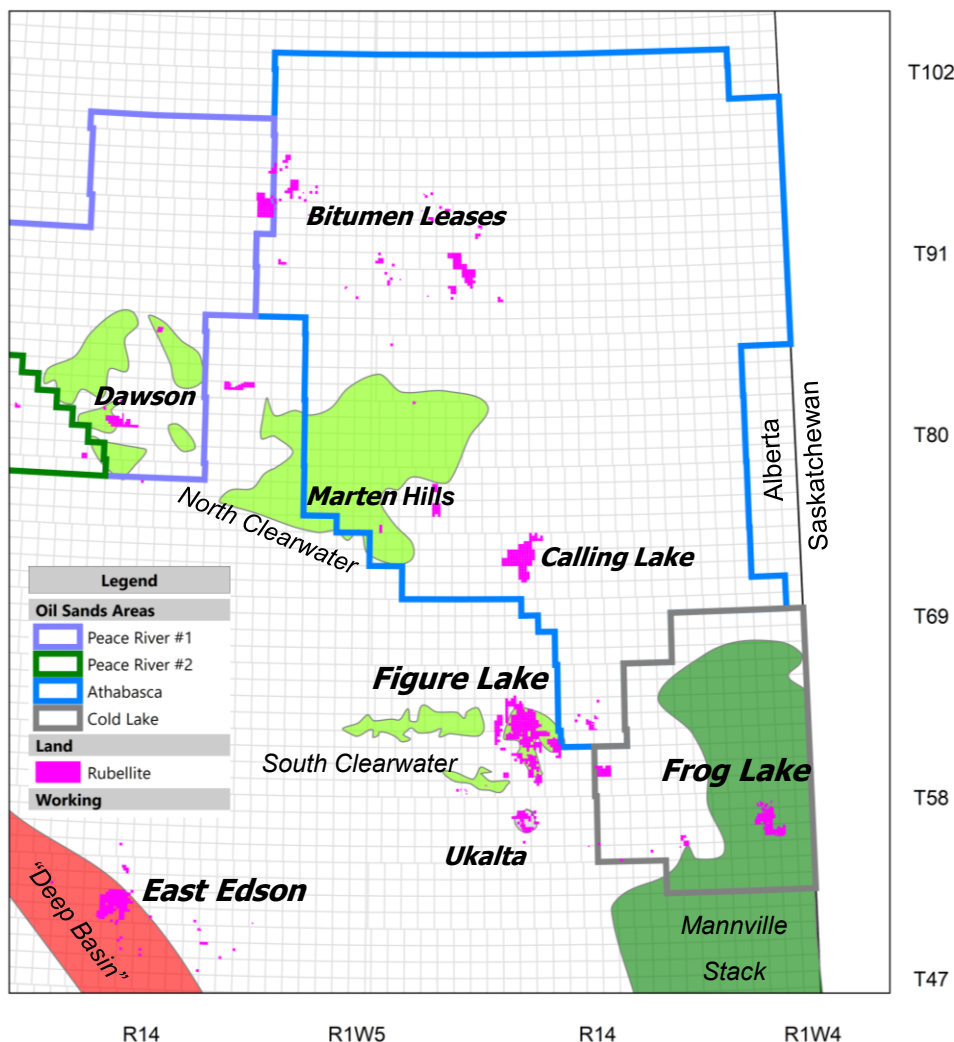 T102
Bitumen Leases
T91
Dawson
T80
Alberta
Saskatchewan
Marten Hills
North Clearwater
Calling Lake
Legend
Oil Sands Areas
Peace River #1
Peace River #2
Athabasca
Cold Lake
Land
Rubellite
Working
T69
Figure Lake
South Clearwater
Frog Lake
T58
Ukalta
East Edson
"Deep Basin"
Mannville
Stack
T47
R14
R1W5
R14
R1W4